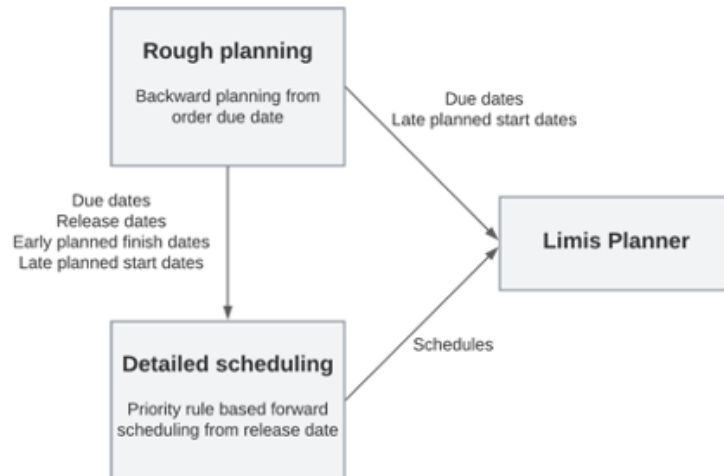 Rough planning
Backward planning from
order due date
Due dates
Late planned start dates
Due dates
Release dates
Early planned finish dates
Late planned start dates
Limis Planner
Detailed scheduling
Priority rule based forward
scheduling from release date
Schedules